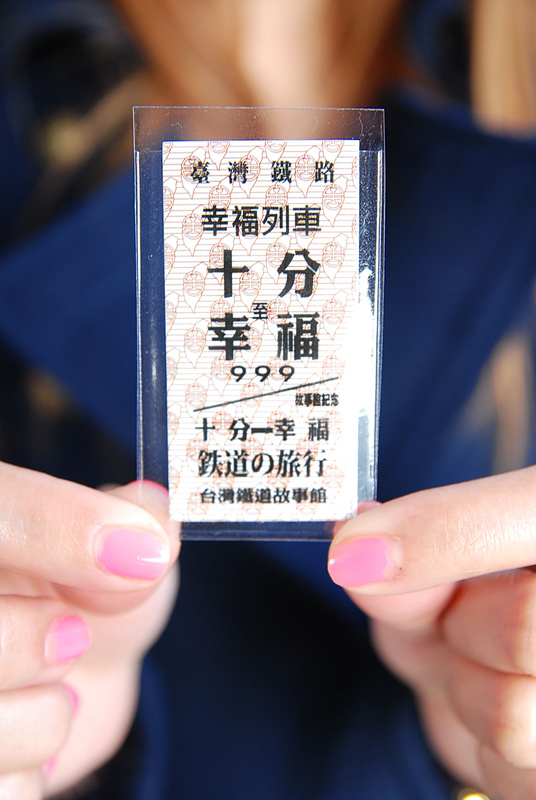 臺灣鐵路
幸福列車
十分
至
幸福
999
故事館紀念
十分一幸福
鉄道の旅行
台灣鐵道故事館